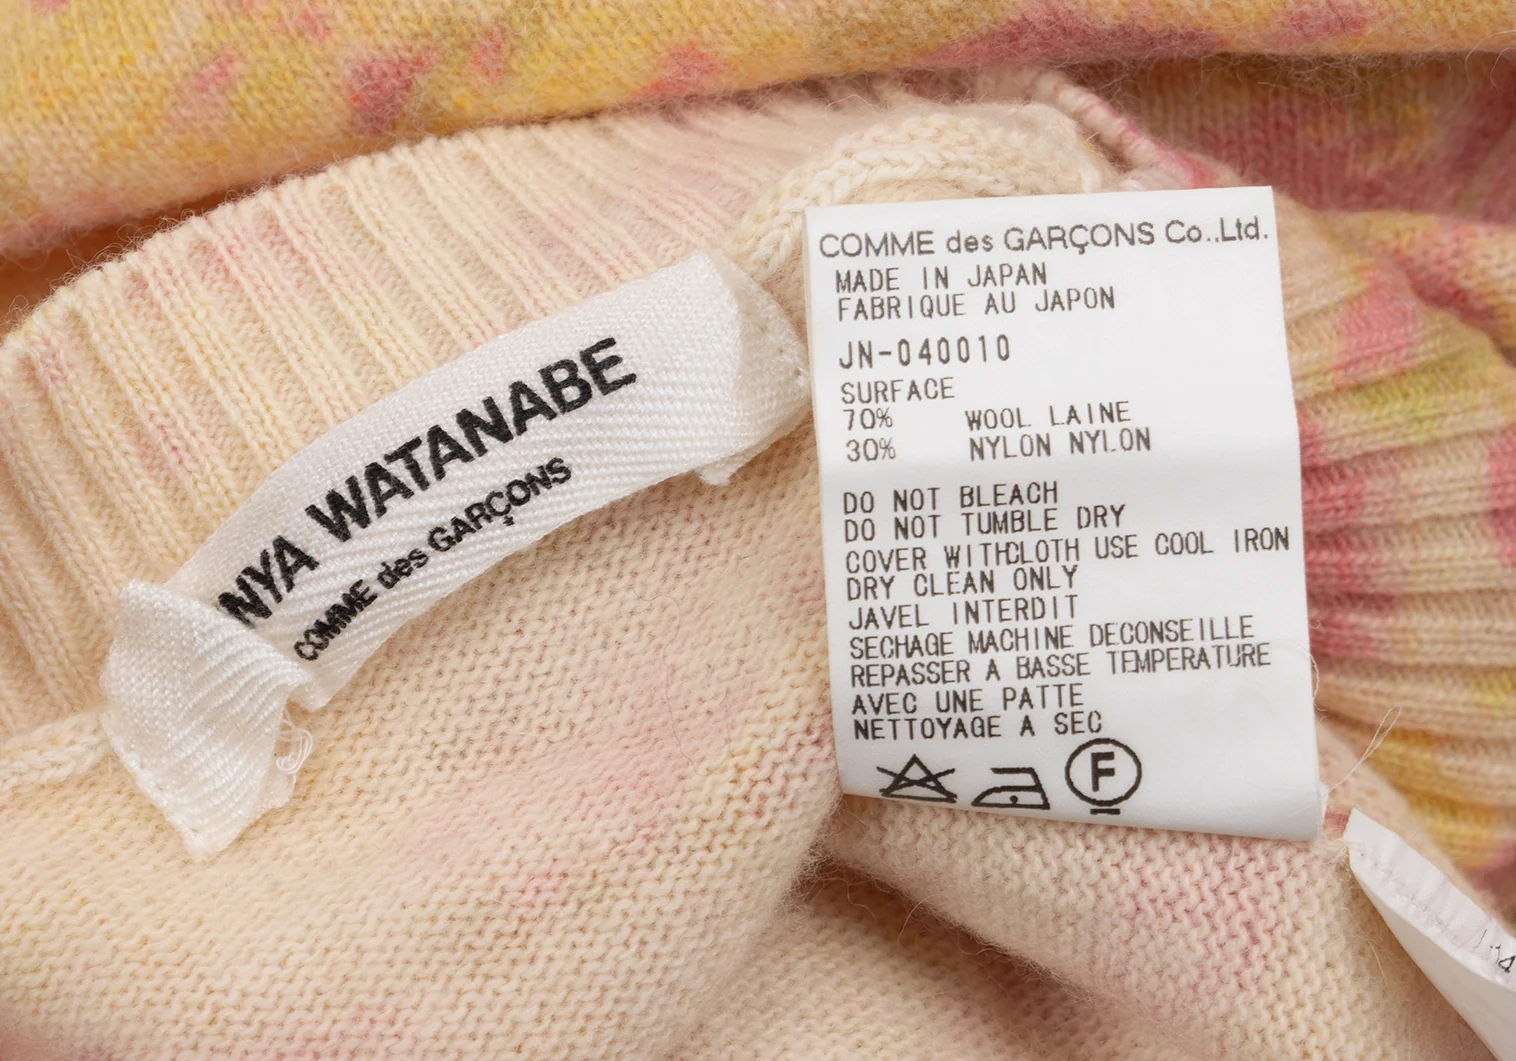 NYA WATANABE
COMME des GARÇONS
COMME des GARÇONS Co.,Ltd.
MADE IN JAPAN
FABRIQUE AU JAPON
JN-040010
SURFACE
70% WOOL LAINE
30% NYLON NYLON
DO NOT BLEACH
DO NOT TUMBLE DRY
COVER WITHCLOTH USE COOL IRON
DRY CLEAN ONLY
JAVEL INTERDIT
SECHAGE MACHINE DECONSEILLE
REPASSER A BASSE TEMPERATURE
AVEC UNE PATTE
NETTOYAGE A SEC
F